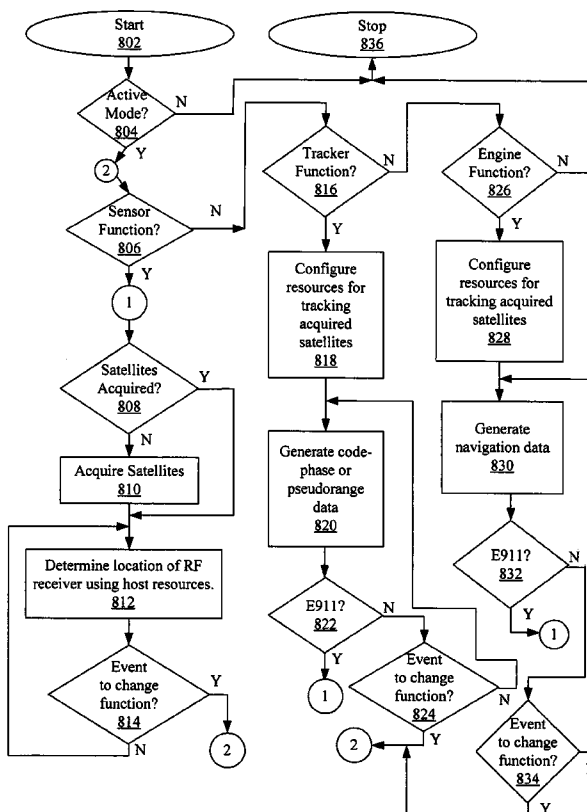 Start
802
Stop
836
Active
Mode?
804
N
Y
2
Sensor
Function?
806
N
Y
1
Satellites
Acquired?
808
Y
N
Acquire Satellites
810
Determine location of RF
receiver using host resources.
812
Event
to change
function?
814
Y
N
2
Tracker
Function?
816
N
Y
Configure
resources for
tracking
acquired
satellites
818
Generate code-
phase or
pseudorange
data
820
E911?
822
N
Y
1
Event
to change
function?
824
N
Y
2
Engine
Function?
826
N
Y
Configure
resources for
tracking acquired
satellites
828
Generate
navigation data
830
E911?
832
N
Y
1
Event
to change
function?
834
N
Y